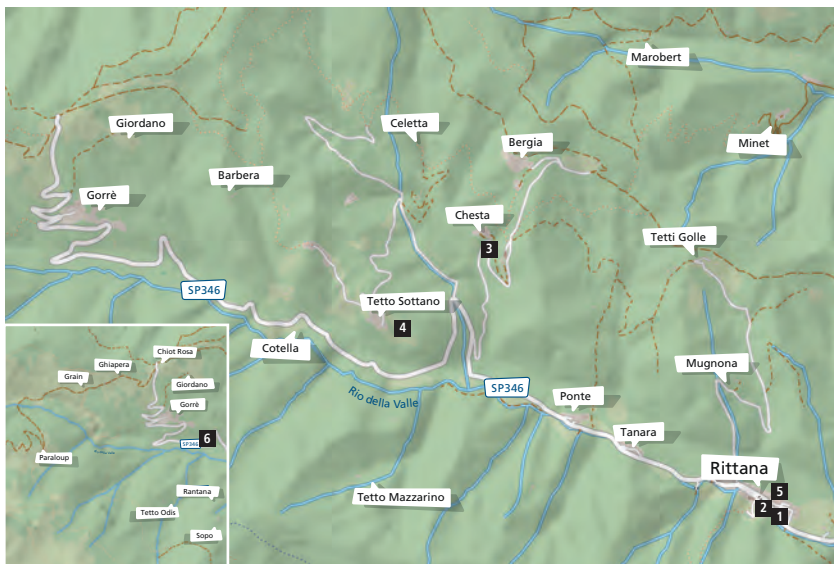 Marobert
Giordano
Celetta
Bergia
Minet
Barbera
Gorrè
Chesta
Tetti Golle
3
SP346
Tetto Sottano
4
Cotella
Mugnona
SP346
Rio della Valle
Ponte
Tanara
Rittana
5
2
1
Tetto Mazzarino
Chiot Rosa
Ghiapera
Grain
Giordano
Gorrè
SP346
6
Paraloup
Rantana
Tetto Odis
Sopo